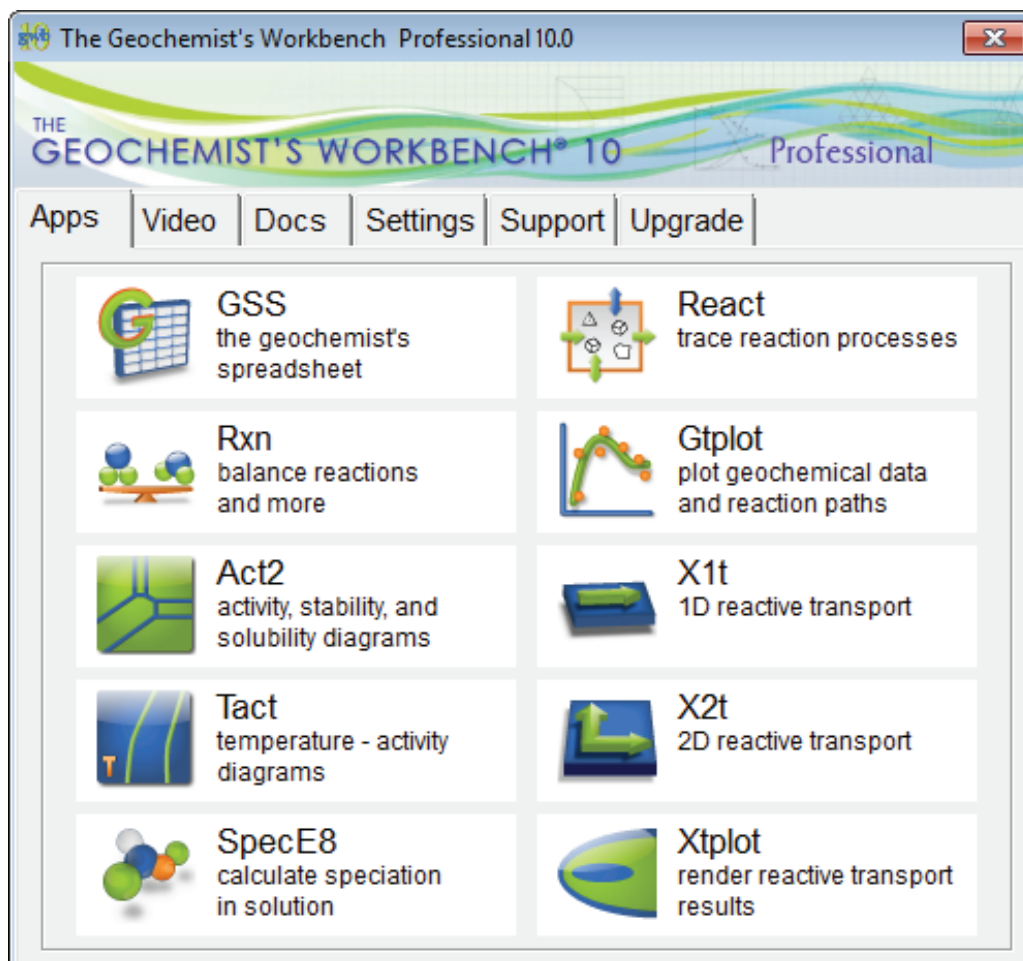 The Geochemist's Workbench Professional 10.0
THE
GEOCHEMIST'S WORKBENCH® 10
Professional
Apps
Video
Docs
Settings
Support
Upgrade
GSS
the geochemist's
spreadsheet
Rxn
balance reactions
and more
Act2
activity, stability, and
solubility diagrams
Tact
temperature - activity
diagrams
T
SpecE8
calculate speciation
in solution
React
trace reaction processes
Gtplot
plot geochemical data
and reaction paths
X1t
1D reactive transport
X2t
2D reactive transport
Xtplot
render reactive transport
results